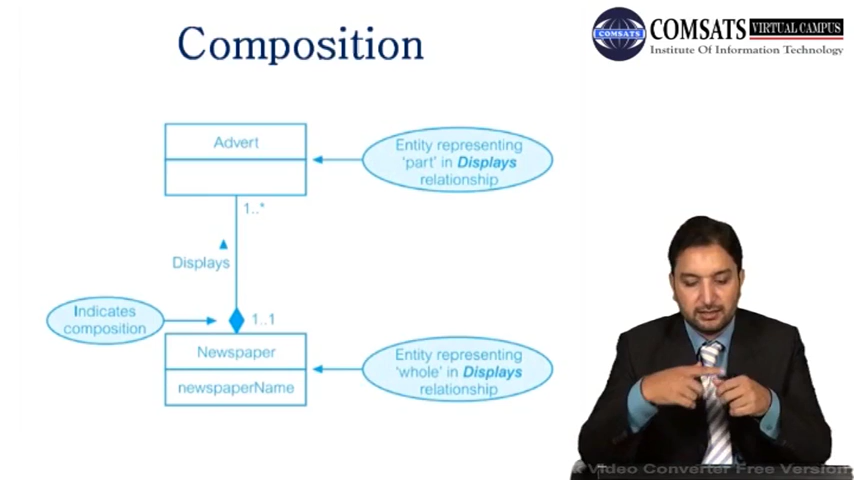 Composition
COMSATS
COMSATS VIRTUAL CAMPUS
Institute Of Information Technology
Advert
Entity representing
'part' in Displays
relationship
1..*
Displays
Indicates
composition
1..1
Newspaper
newspaperName
Entity representing
'whole' in Displays
relationship
Video Converter Free Version